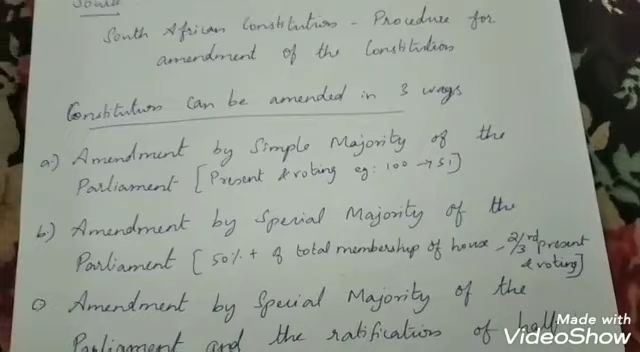 Source
South African Constitution - Procedure for
amendment of the Constitution
Constitution Can be amended in 3 ways
a.) Amendment by Simple Majority of the
Parliament [Present & voting eg: 100 → 51]
b.) Amendment by Special Majority of the
Parliament [50% + of total membership of house - 2/3rd present
& voting]
c) Amendment by Special Majority of the
Parliament and the ratification of half
Made with
VideoShow